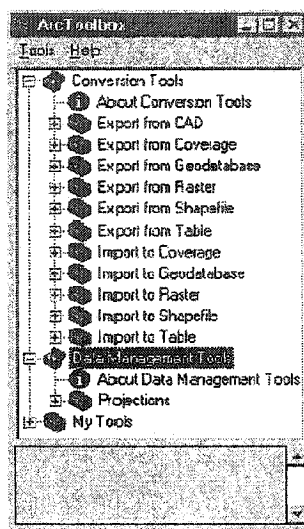 ArcToolbox
Tools Help
Conversion Tools
About Conversion Tools
Export from CAD
Export from Coverage
Export from Geodatabase
Export from Raster
Export from Shapefile
Export from Table
Import to Coverage
Import to Geodatabase
Import to Raster
Import to Shapefile
Import to Table
Data Management Tools
About Data Management Tools
Projections
My Tools